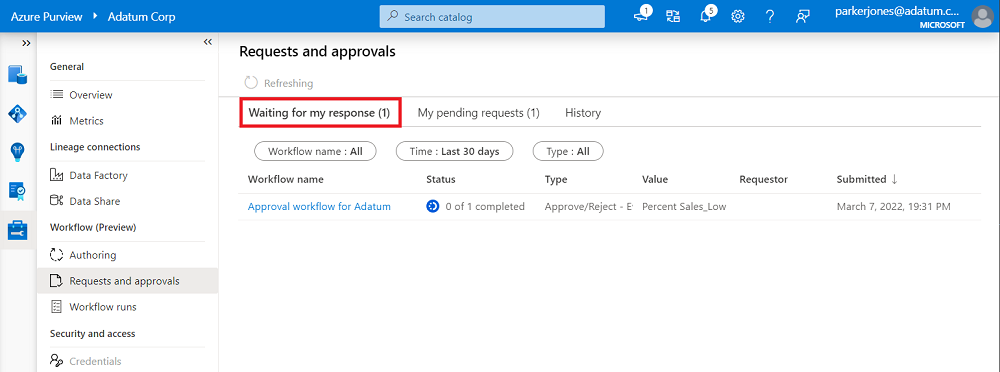 Azure Purview > Adatum Corp
Search catalog
1
5
parkerjones@adatum.c...
MICROSOFT
General
Overview
Metrics
Lineage connections
Data Factory
Data Share
Workflow (Preview)
Authoring
Requests and approvals
Workflow runs
Security and access
Credentials
Requests and approvals
Refreshing
Waiting for my response (1) My pending requests (1) History
Workflow name : All Time : Last 30 days Type : All
Workflow name Status Type Value Requestor Submitted ↓
Approval workflow for Adatum 0 of 1 completed Approve/Reject - E Percent Sales_Low March 7, 2022, 19:31 PM